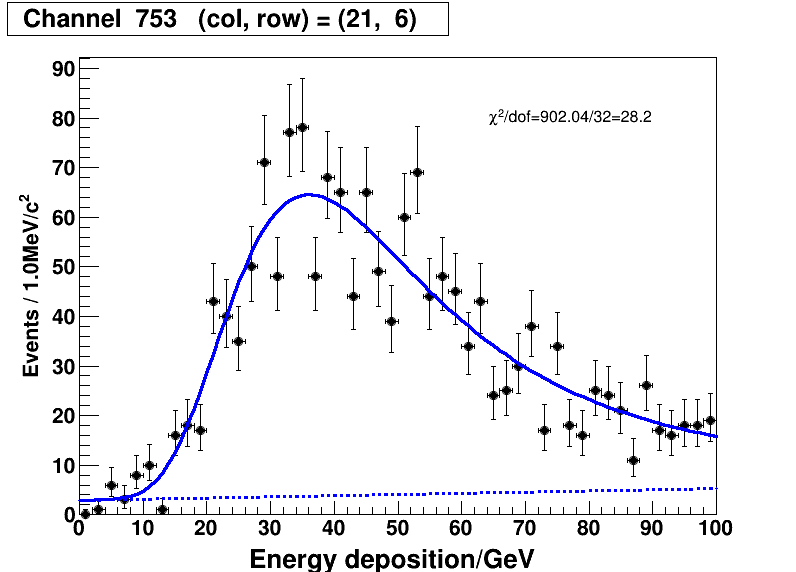 Channel 753 (col, row) = (21, 6)
χ²/dof=902.04/32=28.2
Events / 1.0MeV/c²
90
80
70
60
50
40
30
20
10
0
0 10 20 30 40 50 60 70 80 90 100
Energy deposition/GeV